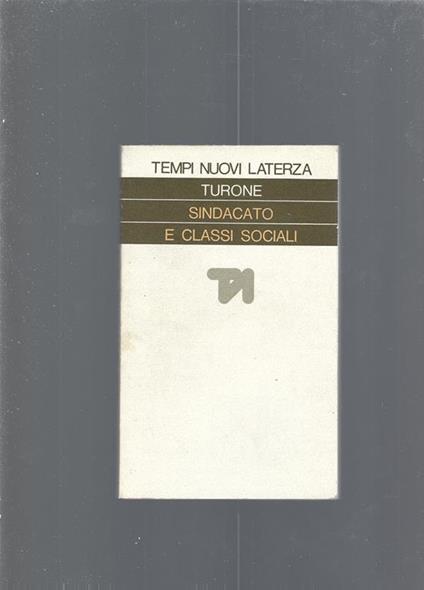 TEMPI NUOVI LATERZA
TURONE
SINDACATO
E CLASSI SOCIALI